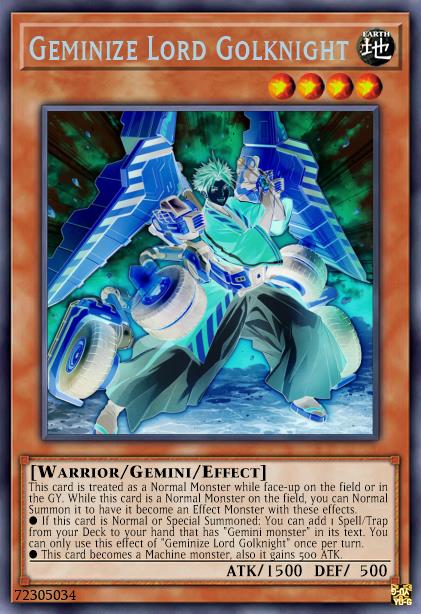 GEMINIZE LORD GOLKNIGHT
EARTH
地
[WARRIOR/GEMINI/EFFECT]
This card is treated as a Normal Monster while face-up on the field or in
the GY. While this card is a Normal Monster on the field, you can Normal
Summon it to have it become an Effect Monster with these effects.
● If this card is Normal or Special Summoned: You can add 1 Spell/Trap
from your Deck to your hand that has "Gemini monster" in its text. You
can only use this effect of "Geminize Lord Golknight" once per turn.
● This card becomes a Machine monster, also it gains 500 ATK.
ATK/1500 DEF/ 500
72305034